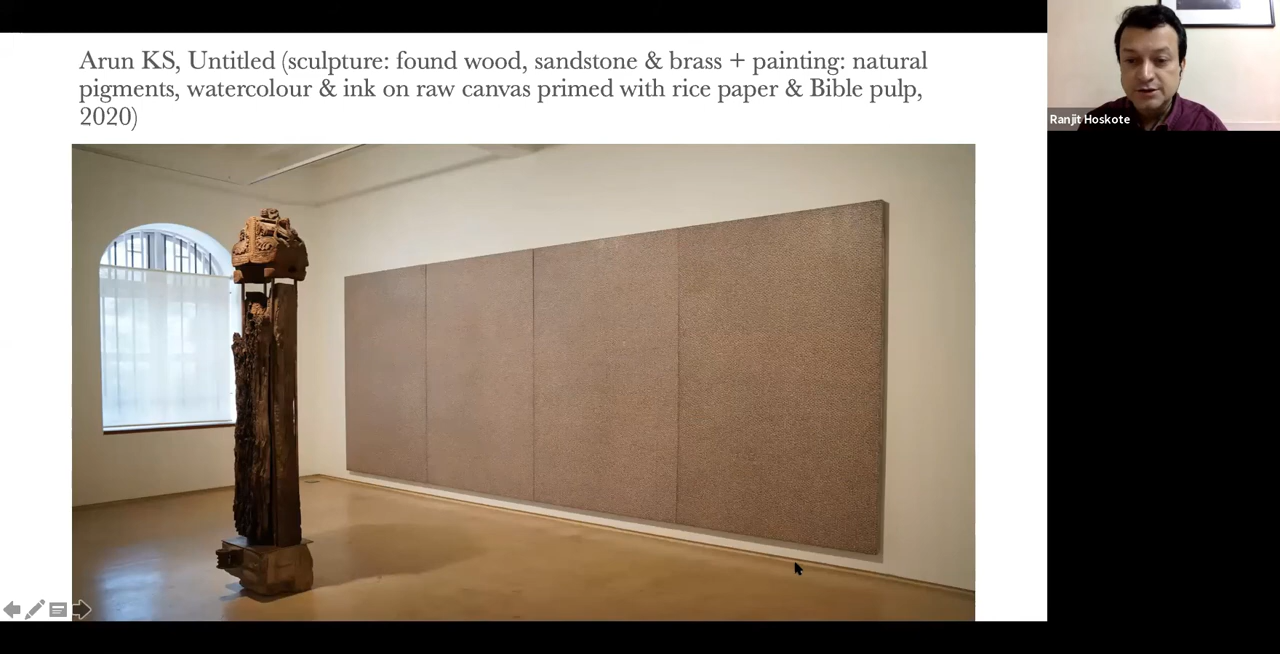 Arun KS, Untitled (sculpture: found wood, sandstone & brass + painting: natural
pigments, watercolour & ink on raw canvas primed with rice paper & Bible pulp,
2020)
Ranjit Hoskote